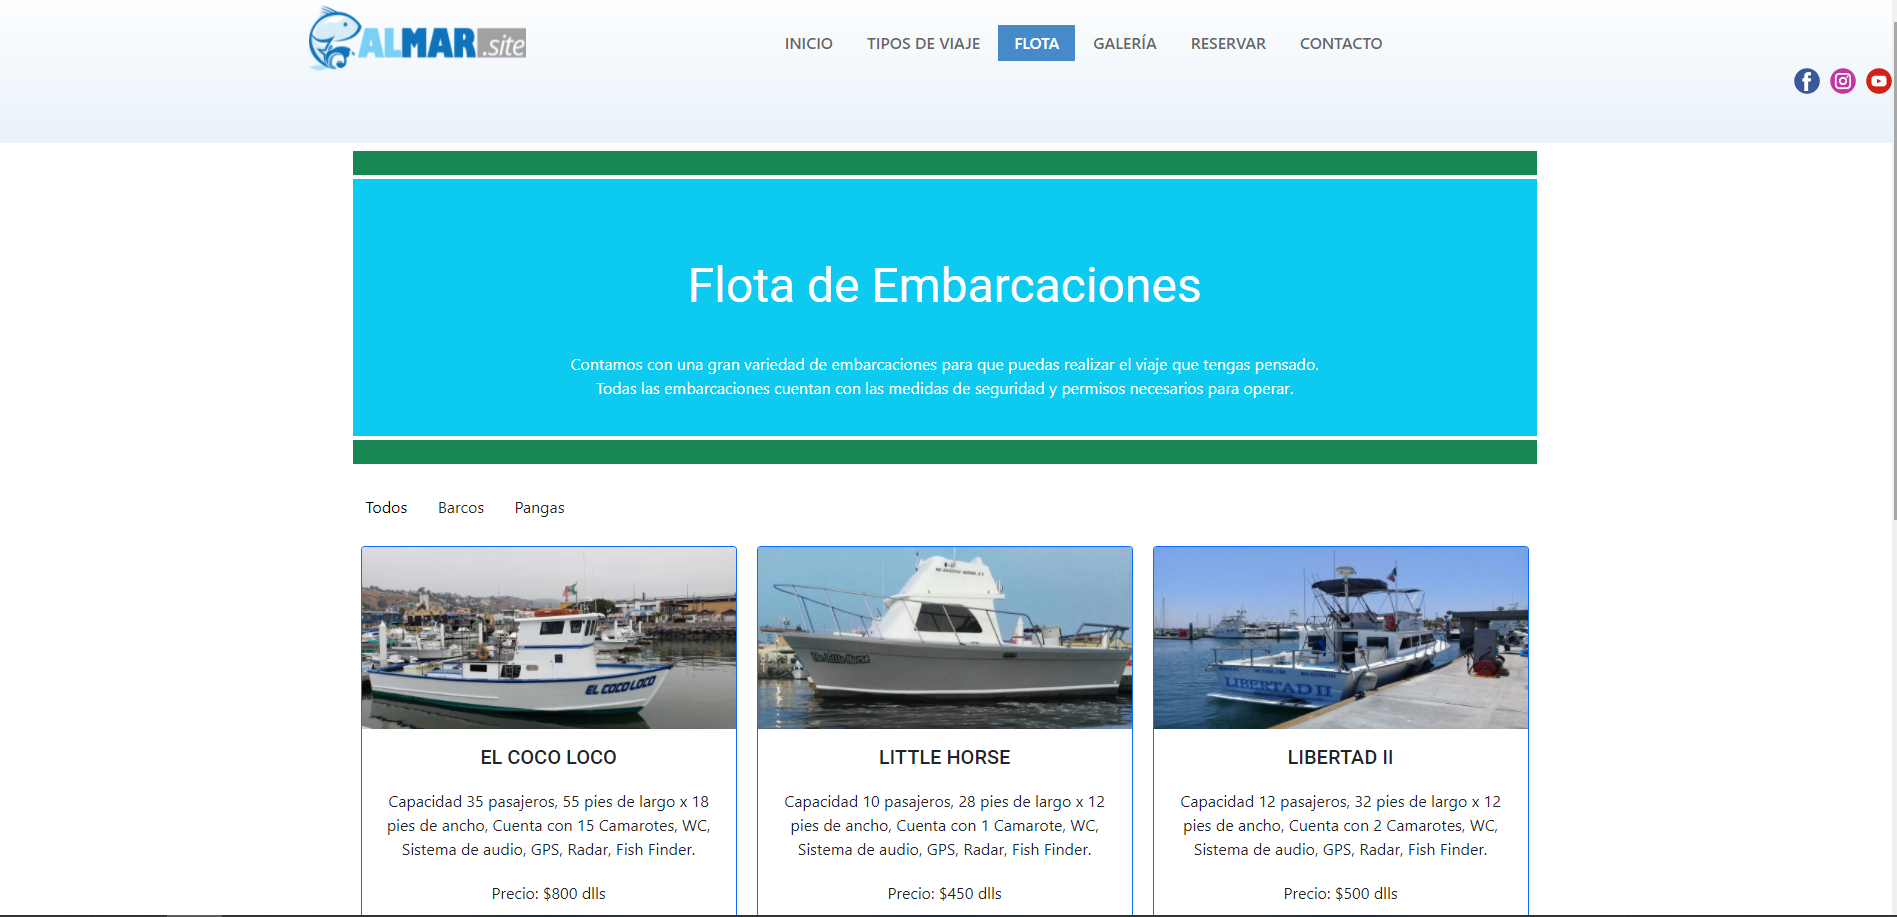 ALMAR.site
INICIO TIPOS DE VIAJE FLOTA GALERÍA RESERVAR CONTACTO
Flota de Embarcaciones
Contamos con una gran variedad de embarcaciones para que puedas realizar el viaje que tengas pensado.
Todas las embarcaciones cuentan con las medidas de seguridad y permisos necesarios para operar.
Todos Barcos Pangas
EL COCO LOCO
The Little Horse
LIBERTAD II
EL COCO LOCO
Capacidad 35 pasajeros, 55 pies de largo x 18
pies de ancho, Cuenta con 15 Camarotes, WC,
Sistema de audio, GPS, Radar, Fish Finder.
Precio: $800 dlls
LITTLE HORSE
Capacidad 10 pasajeros, 28 pies de largo x 12
pies de ancho, Cuenta con 1 Camarote, WC,
Sistema de audio, GPS, Radar, Fish Finder.
Precio: $450 dlls
LIBERTAD II
Capacidad 12 pasajeros, 32 pies de largo x 12
pies de ancho, Cuenta con 2 Camarotes, WC,
Sistema de audio, GPS, Radar, Fish Finder.
Precio: $500 dlls